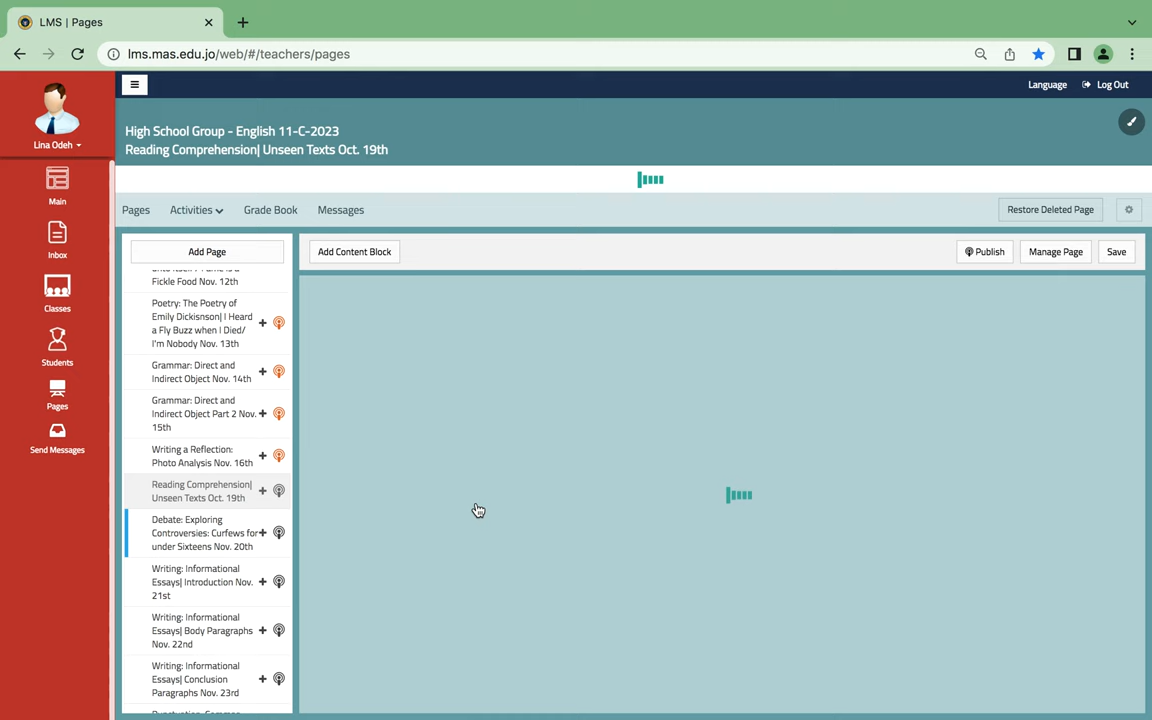 LMS | Pages
lms.mas.edu.jo/web/#/teachers/pages
Language
Log Out
High School Group - English 11-C-2023
Reading Comprehension| Unseen Texts Oct. 19th
Lina Odeh
Main
Inbox
Classes
Students
Pages
Send Messages
Pages
Activities
Grade Book
Messages
Restore Deleted Page
Add Page
Add Content Block
Publish
Manage Page
Save
Fickle Food Nov. 12th
Poetry: The Poetry of
Emily Dickisnson| I Heard
a Fly Buzz when I Died/
I'm Nobody Nov. 13th
Grammar: Direct and
Indirect Object Nov. 14th
Grammar: Direct and
Indirect Object Part 2 Nov.
15th
Writing a Reflection:
Photo Analysis Nov. 16th
Reading Comprehension|
Unseen Texts Oct. 19th
Debate: Exploring
Controversies: Curfews for
under Sixteens Nov. 20th
Writing: Informational
Essays| Introduction Nov.
21st
Writing: Informational
Essays| Body Paragraphs
Nov. 22nd
Writing: Informational
Essays| Conclusion
Paragraphs Nov. 23rd